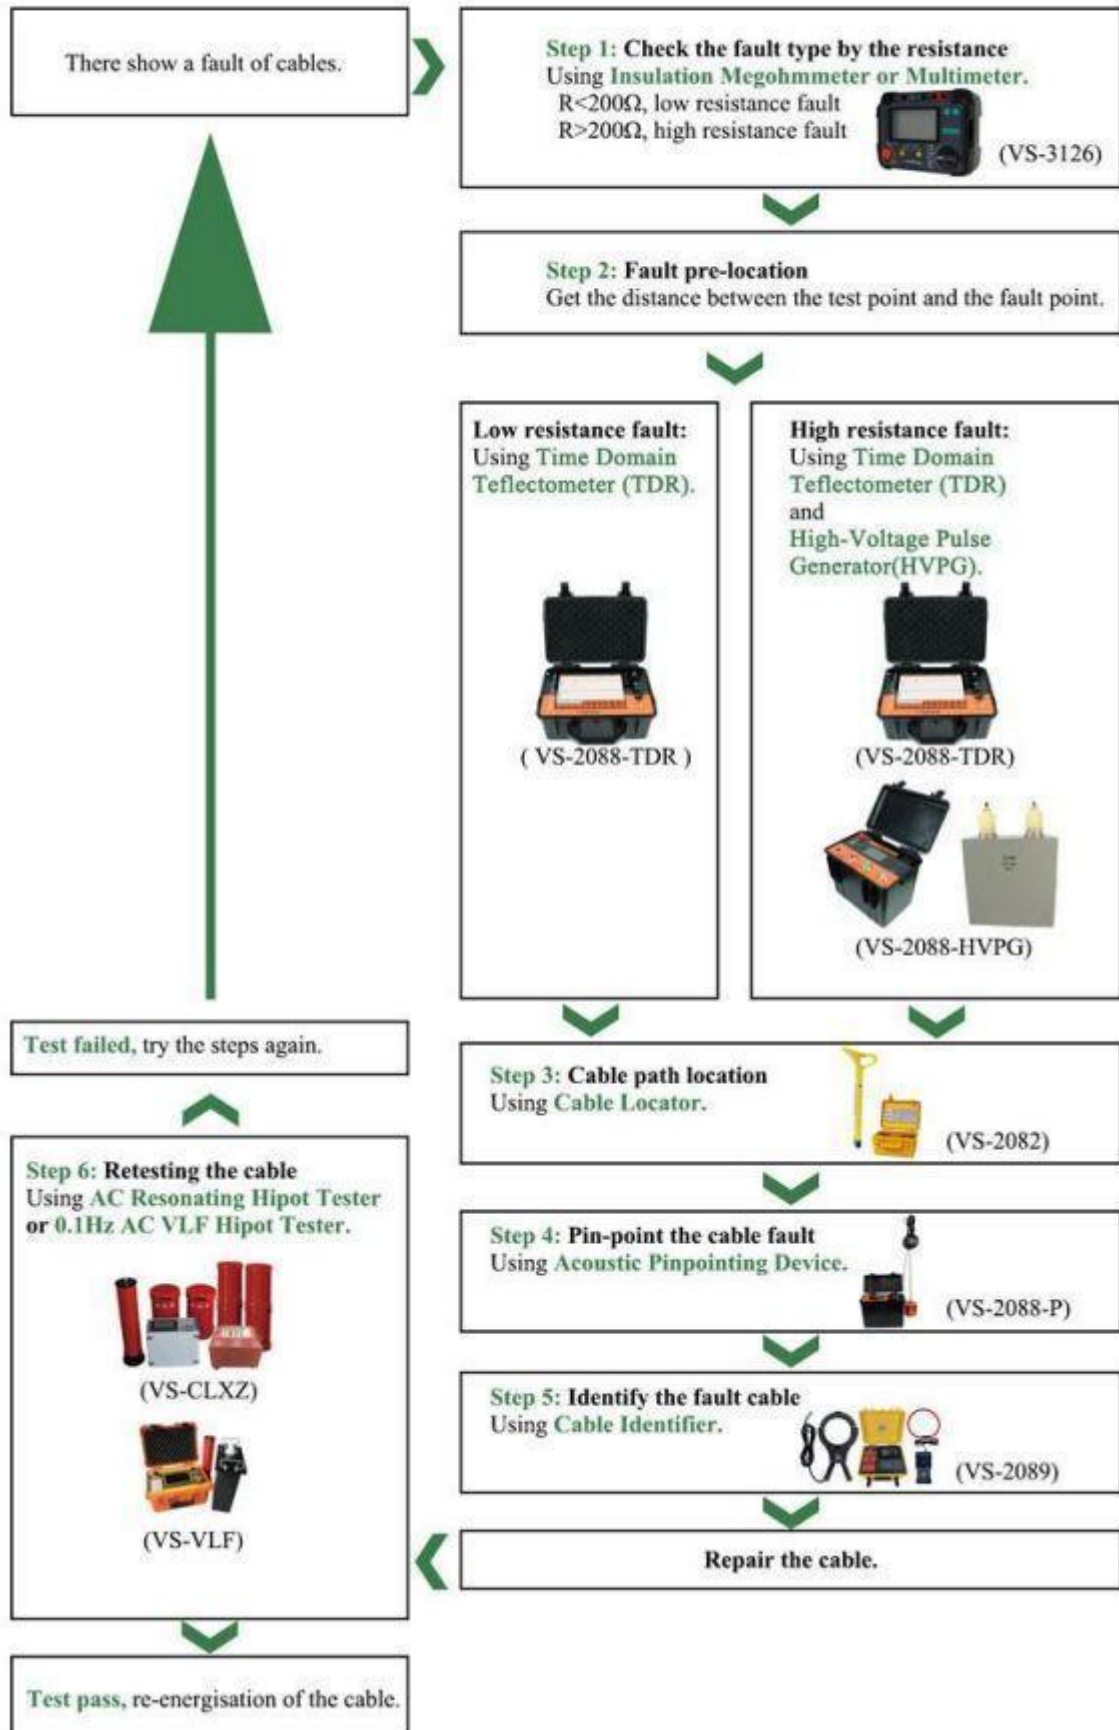 There show a fault of cables.
Step 1: Check the fault type by the resistance
Using Insulation Megohmmeter or Multimeter.
R<200Ω, low resistance fault
R>200Ω, high resistance fault
(VS-3126)
Step 2: Fault pre-location
Get the distance between the test point and the fault point.
Low resistance fault:
Using Time Domain
Teflectometer (TDR).
( VS-2088-TDR )
High resistance fault:
Using Time Domain
Teflectometer (TDR)
and
High-Voltage Pulse
Generator(HVPG).
(VS-2088-TDR)
(VS-2088-HVPG)
Step 3: Cable path location
Using Cable Locator.
(VS-2082)
Step 4: Pin-point the cable fault
Using Acoustic Pinpointing Device.
(VS-2088-P)
Step 5: Identify the fault cable
Using Cable Identifier.
(VS-2089)
Repair the cable.
Step 6: Retesting the cable
Using AC Resonating Hipot Tester
or 0.1Hz AC VLF Hipot Tester.
(VS-CLXZ)
(VS-VLF)
Test failed, try the steps again.
Test pass, re-energisation of the cable.